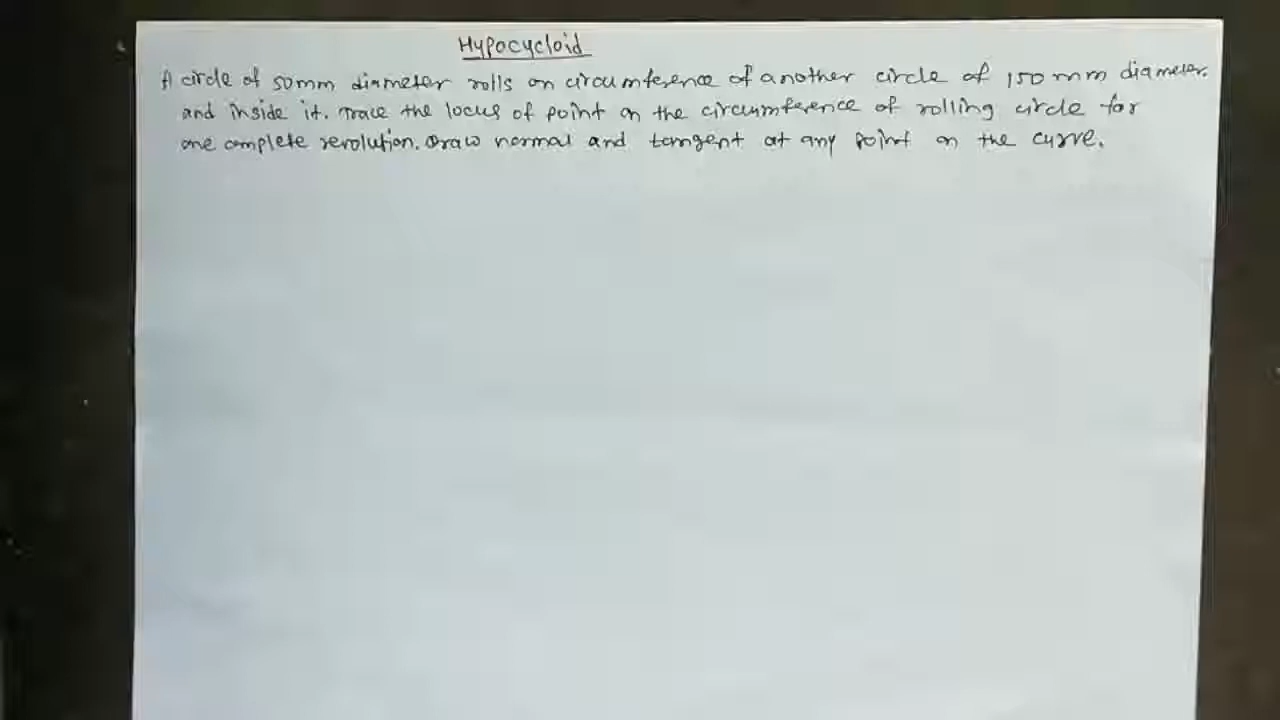 Hypocycloid
A circle of 50mm diameter rolls on circumference of another circle of 150 mm diameter.
and inside it. Trace the locus of point on the circumference of rolling circle for
one complete revolution. Draw normal and tangent at any point on the curve.